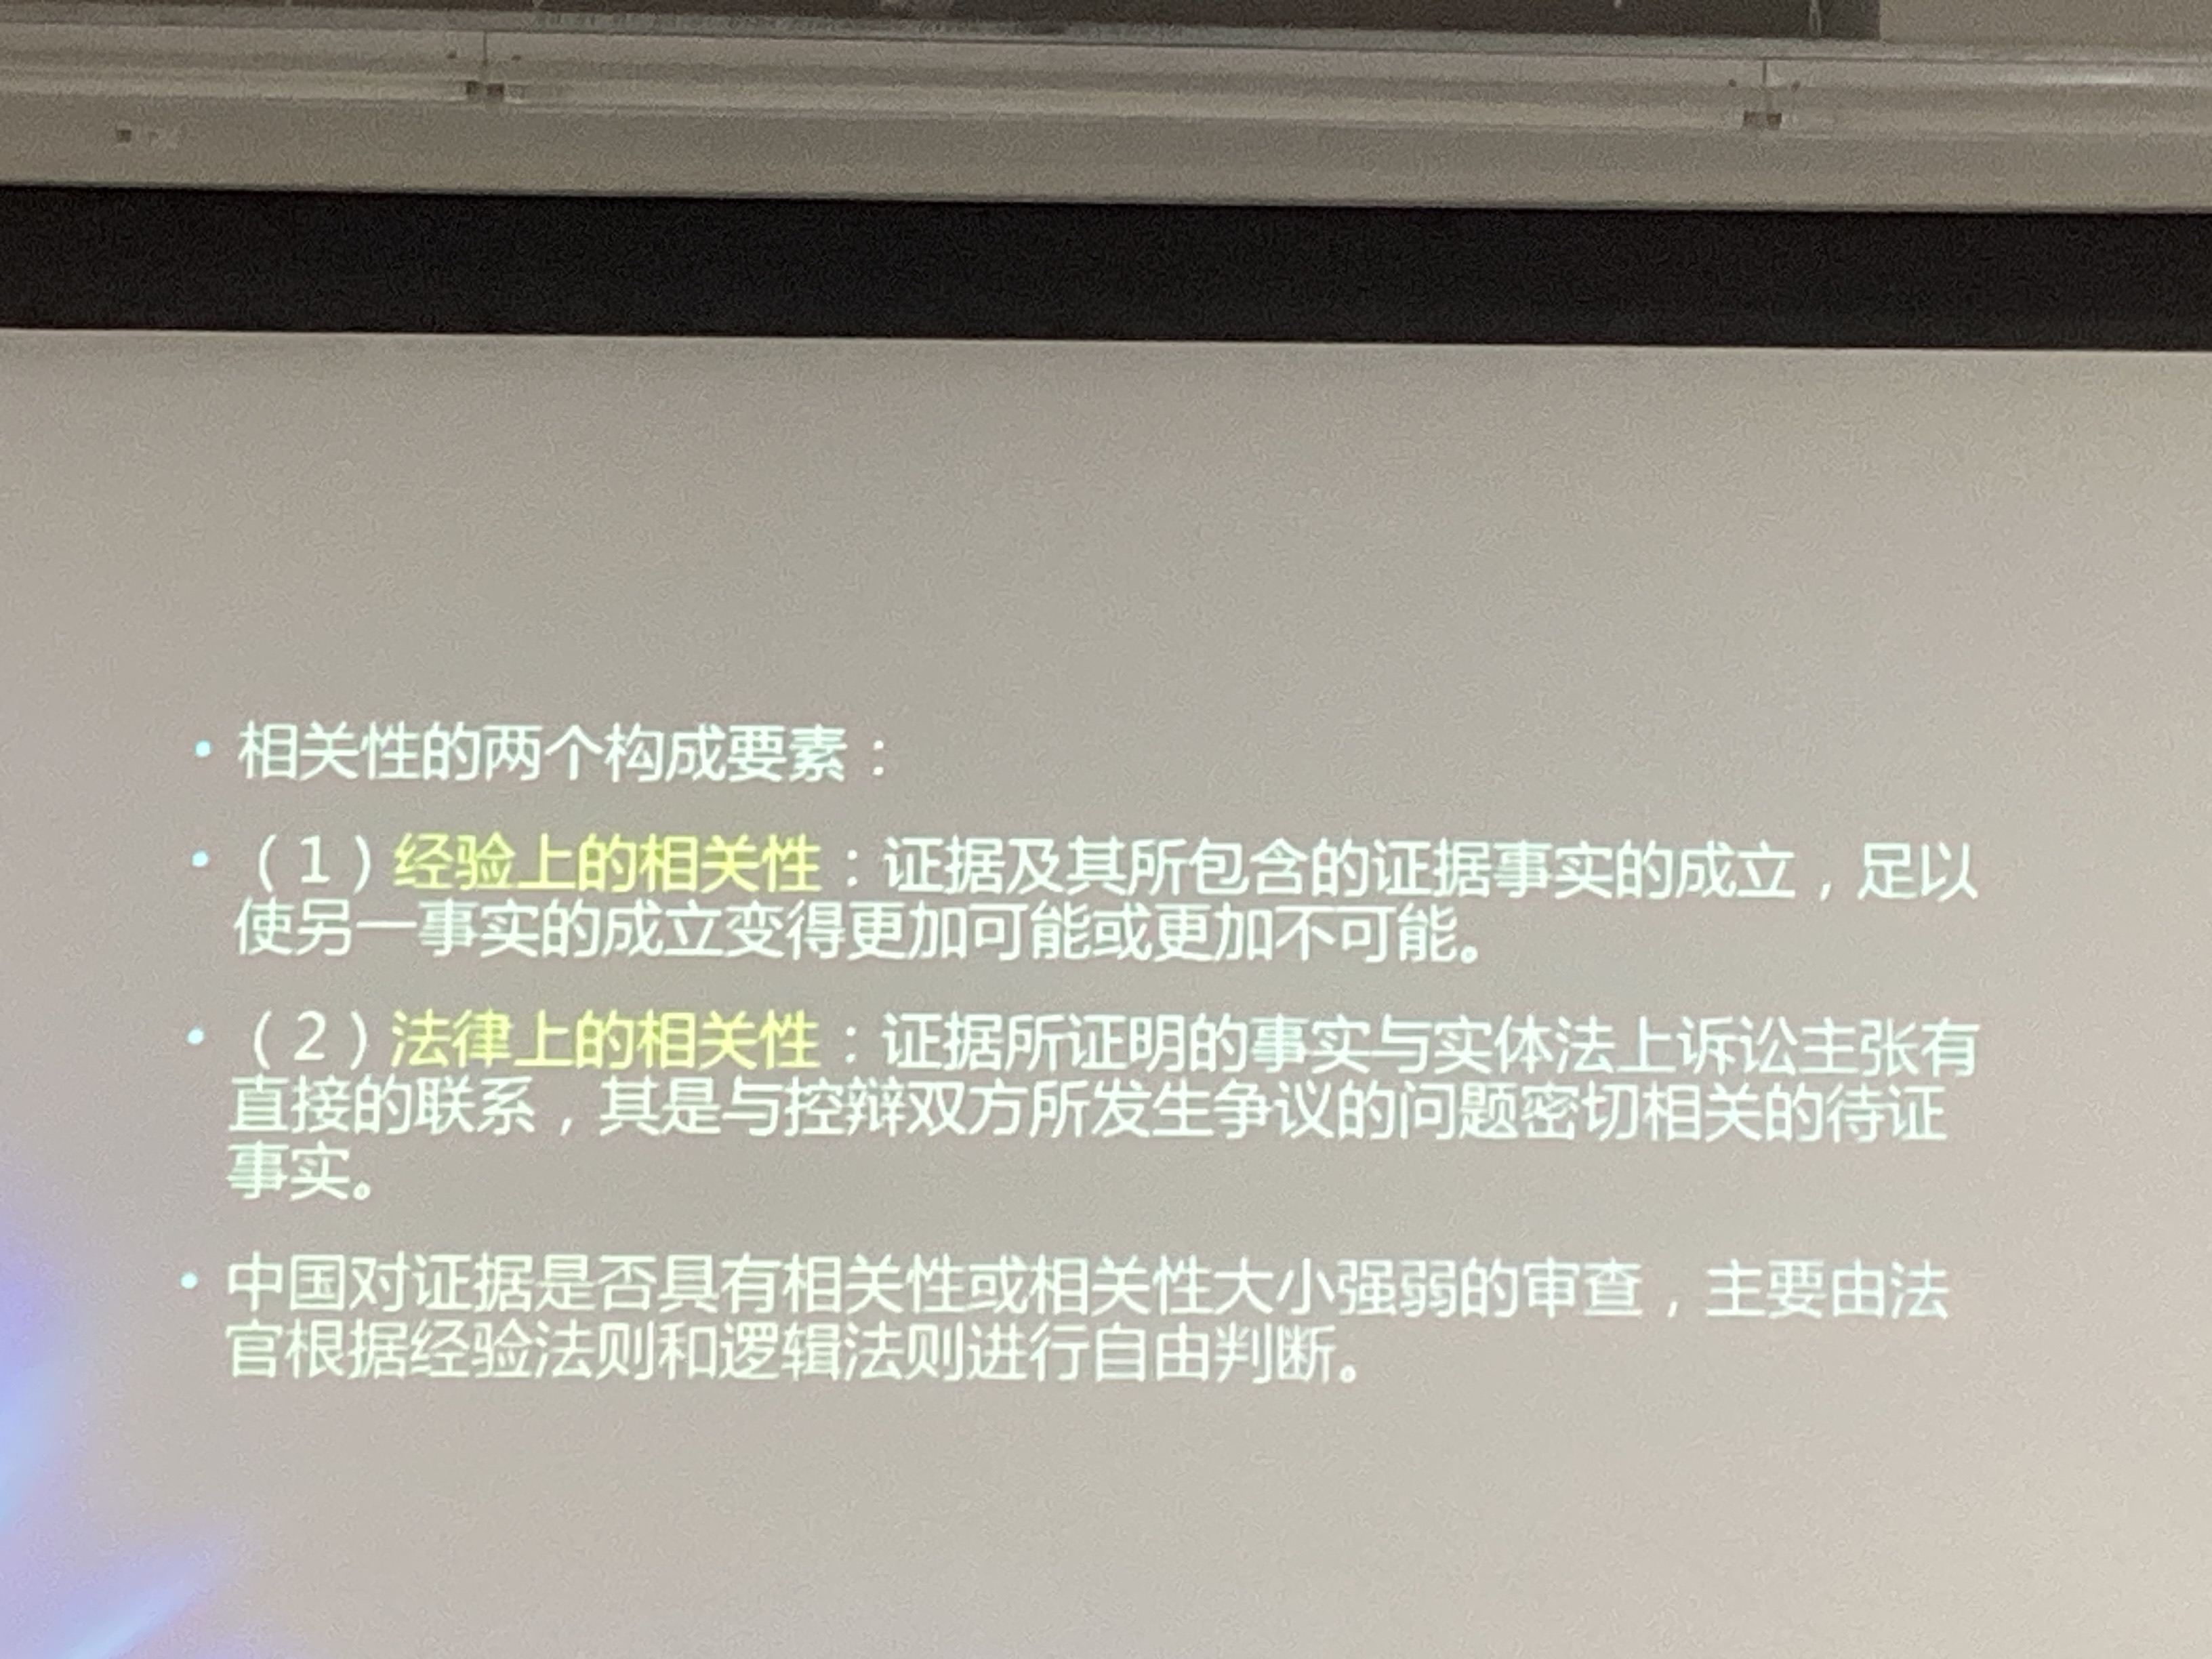 • 相关性的两个构成要素：
• （1）经验上的相关性：证据及其所包含的证据事实的成立，足以
使另一事实的成立变得更加可能或更加不可能。
• （2）法律上的相关性：证据所证明的事实与实体法上诉讼主张有
直接的联系，其是与控辩双方所发生争议的问题密切相关的待证
事实。
• 中国对证据是否具有相关性或相关性大小强弱的审查，主要由法
官根据经验法则和逻辑法则进行自由判断。